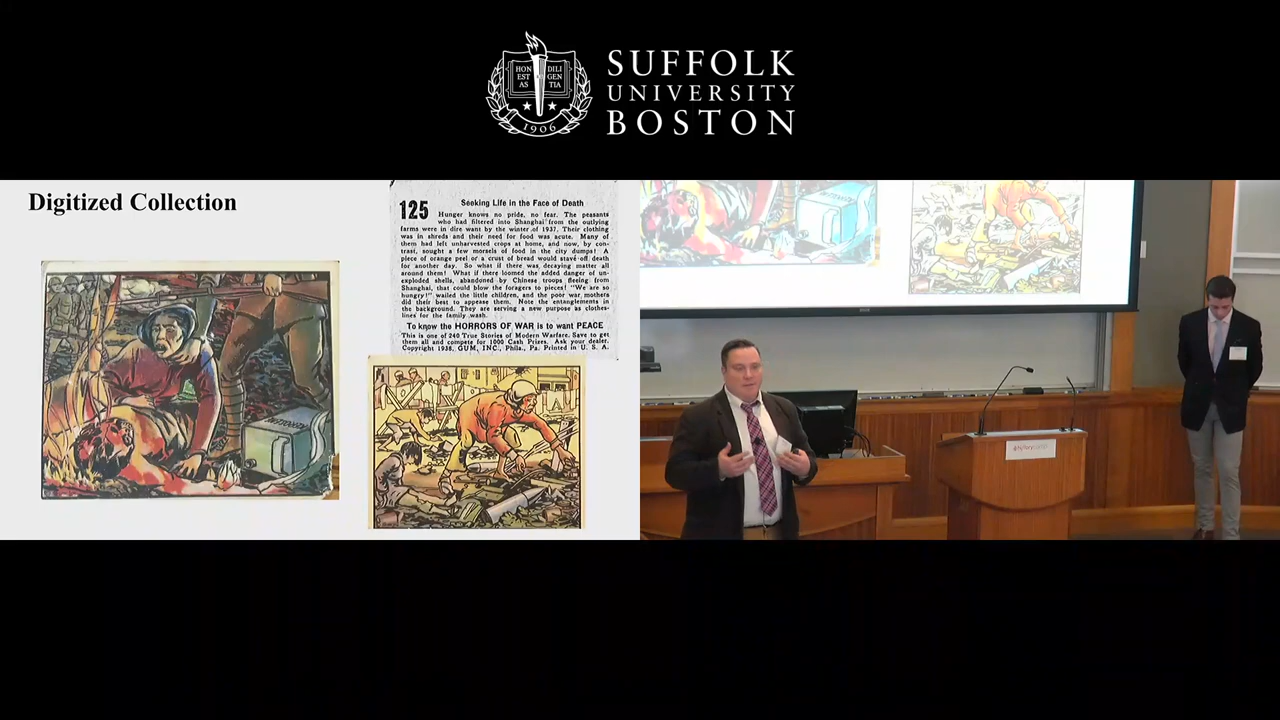 HON
EST
AS
DILI
GEN
TIA
1906
SUFFOLK
UNIVERSITY
BOSTON
Digitized Collection
125
Seeking Life in the Face of Death
Hunger knows no pride, no fear. The peasants
who had filtered into Shanghai from the outlying
farms were in dire want by the winter of 1937. Their clothing
was in shreds and their need for food was acute. Many of
them had left unharvested crops at home, and now, by con-
trast, sought a few morsels of food in the city dumps! A
piece of orange peel or a crust of bread would stave off death
for another day. So what if there was decaying matter all
around them! What if there loomed the added danger of un-
exploded shells, abandoned by Chinese troops fleeing from
Shanghai, that could blow the foragers to pieces! "We are so
hungry!" wailed the little children, and the poor war mothers
did their best to appease them. Note the entanglements in
the background. They are serving a new purpose as clothes-
lines for the family wash.
To know the HORRORS OF WAR is to want PEACE
This is one of 240 True Stories of Modern Warfare. Save to get
them all and compete for 1000 Cash Prizes. Ask your dealer.
Copyright 1938, GUM, INC., Phila., Pa. Printed in U. S. A.